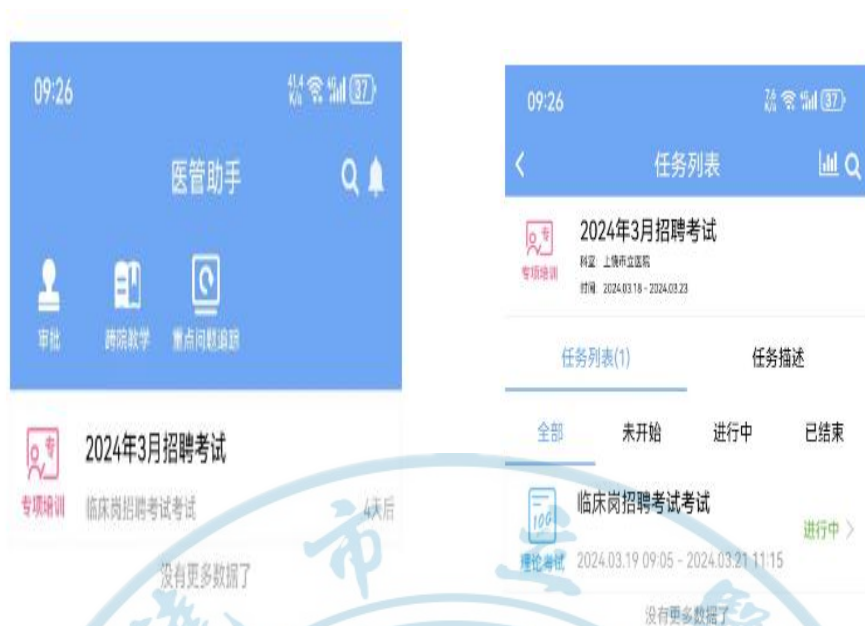 09:26
37
医管助手
审批
跨院教学
重点问题追踪
专
专项培训
2024年3月招聘考试
临床岗招聘考试考试
4天后
没有更多数据了
09:26
37
任务列表
专
专项培训
2024年3月招聘考试
科室: 上饶市立医院
时间: 2024.03.18 - 2024.03.23
任务列表(1)
任务描述
全部
未开始
进行中
已结束
100
理论考试
临床岗招聘考试考试
2024.03.19 09:05 - 2024.03.21 11:15
进行中
没有更多数据了
市立